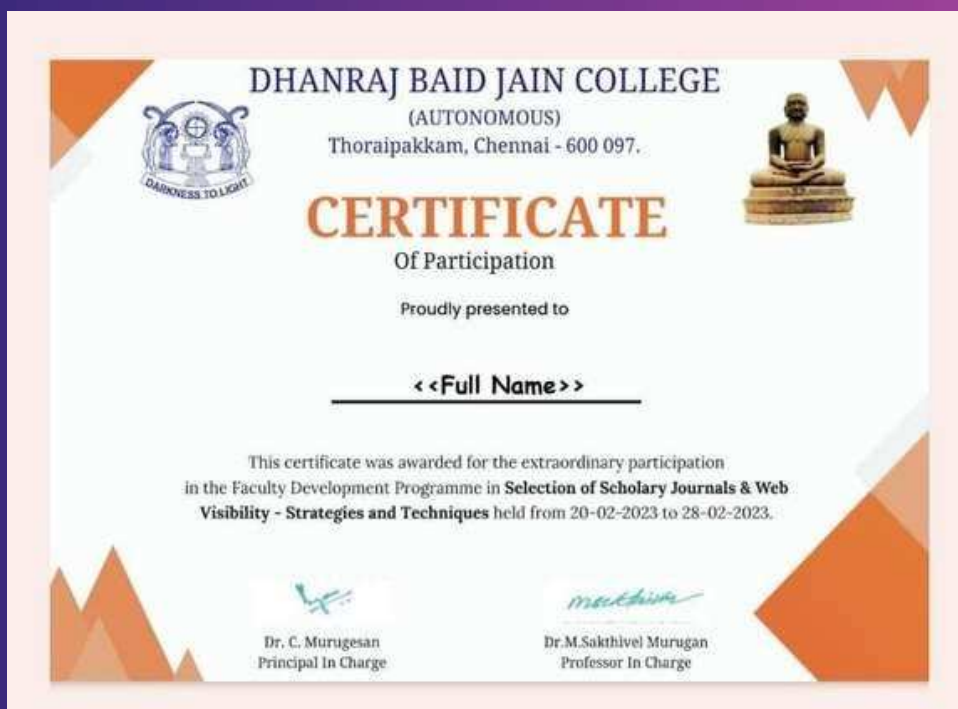 DHANRAJ BAID JAIN COLLEGE
(AUTONOMOUS)
Thoraipakkam, Chennai - 600 097.
DARKNESS TO LIGHT
CERTIFICATE
Of Participation
Proudly presented to
<<Full Name>>
This certificate was awarded for the extraordinary participation
in the Faculty Development Programme in Selection of Scholary Journals & Web
Visibility - Strategies and Techniques held from 20-02-2023 to 28-02-2023.
Dr. C. Murugesan
Principal In Charge
Dr.M.Sakthivel Murugan
Professor In Charge